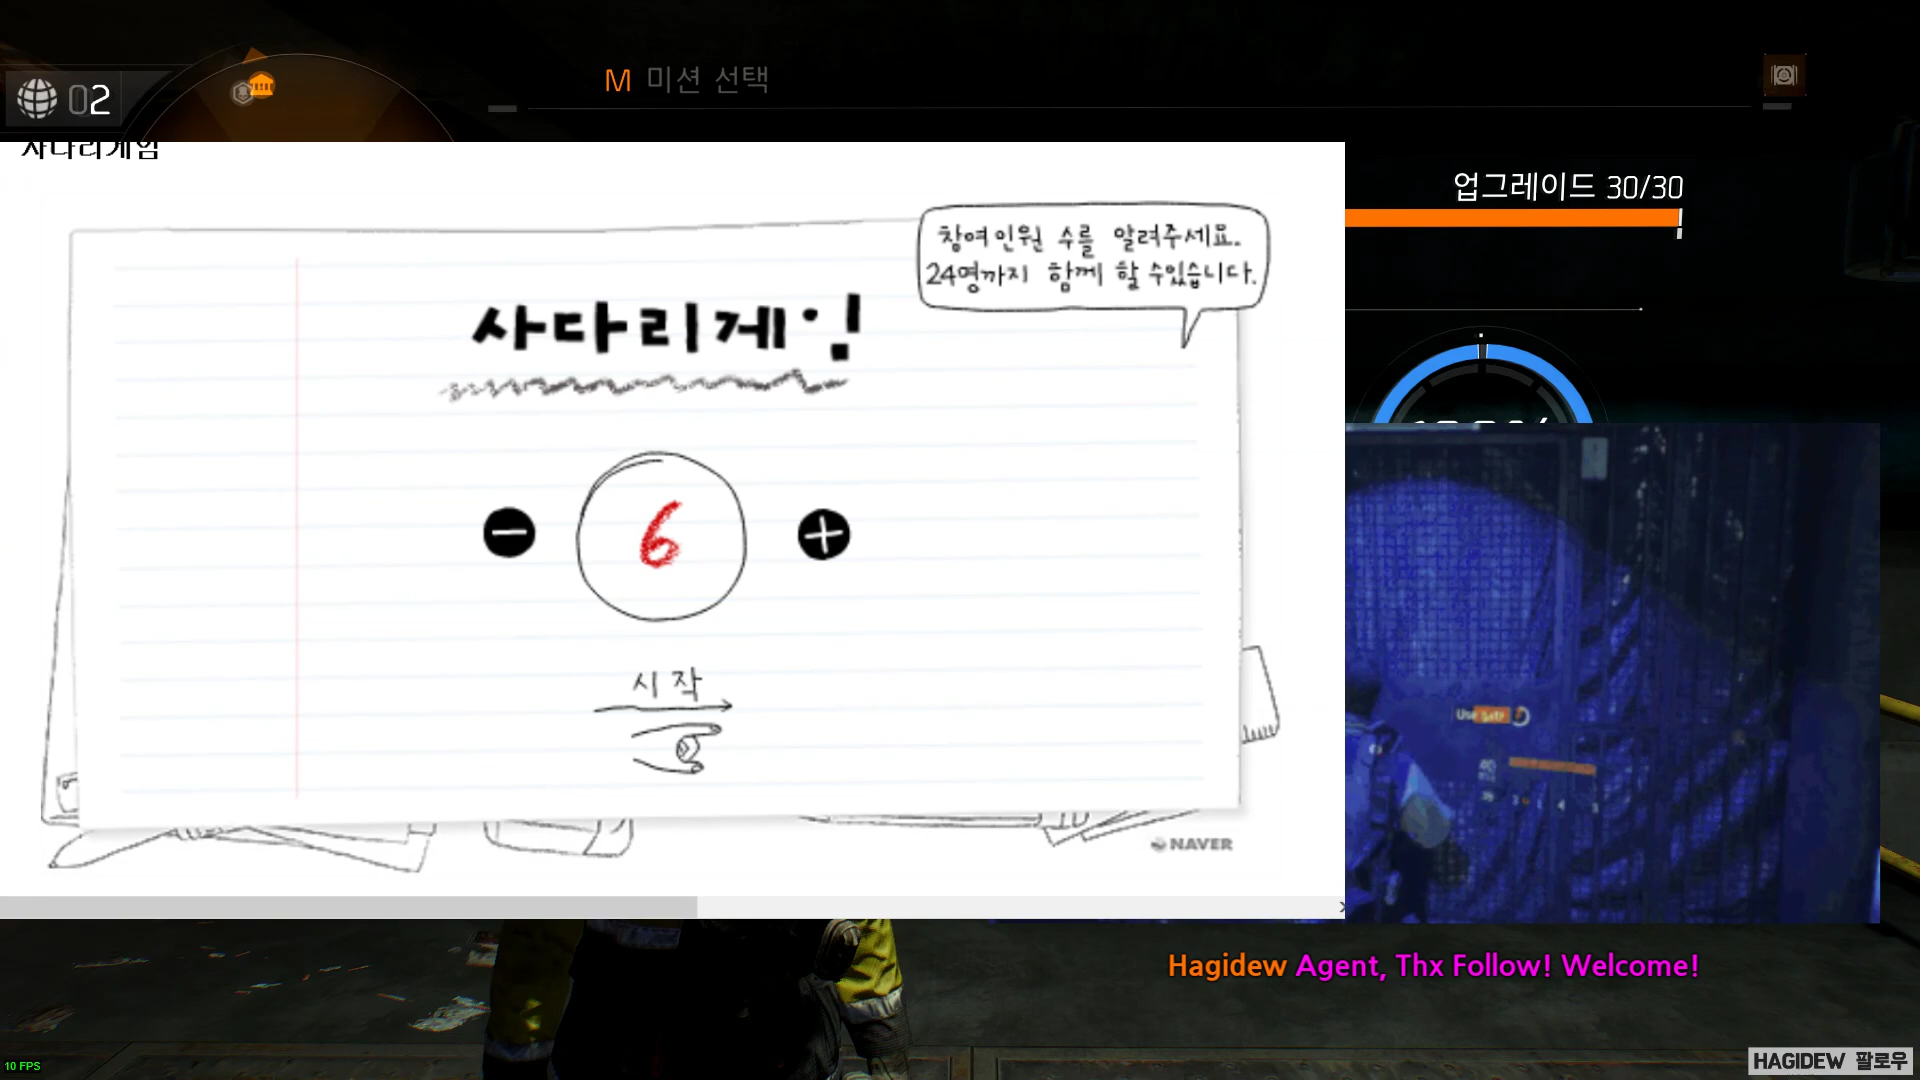 02
M 미션 선택
사다리게임
업그레이드 30/30
참여인원 수를 알려주세요.
24명까지 함께 할 수있습니다.
사다리게임
6
시작
NAVER
Hagidew Agent, Thx Follow! Welcome!
10 FPS
HAGIDEW 팔로우